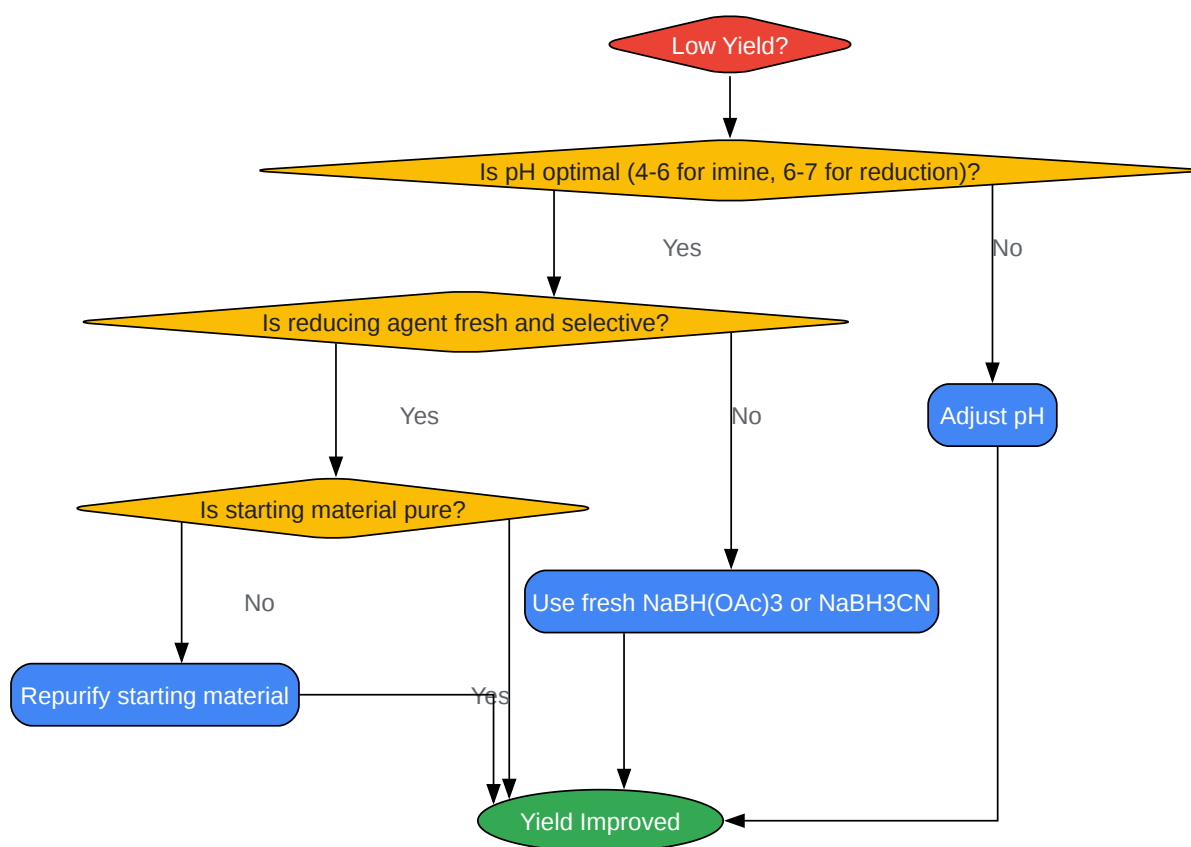 Low Yield?
Is pH optimal (4-6 for imine, 6-7 for reduction)?
Yes
No
Is reducing agent fresh and selective?
Yes
No
Adjust pH
Is starting material pure?
No
Use fresh NaBH(OAc)3 or NaBH3CN
Repurify starting material
Yes
Yield Improved